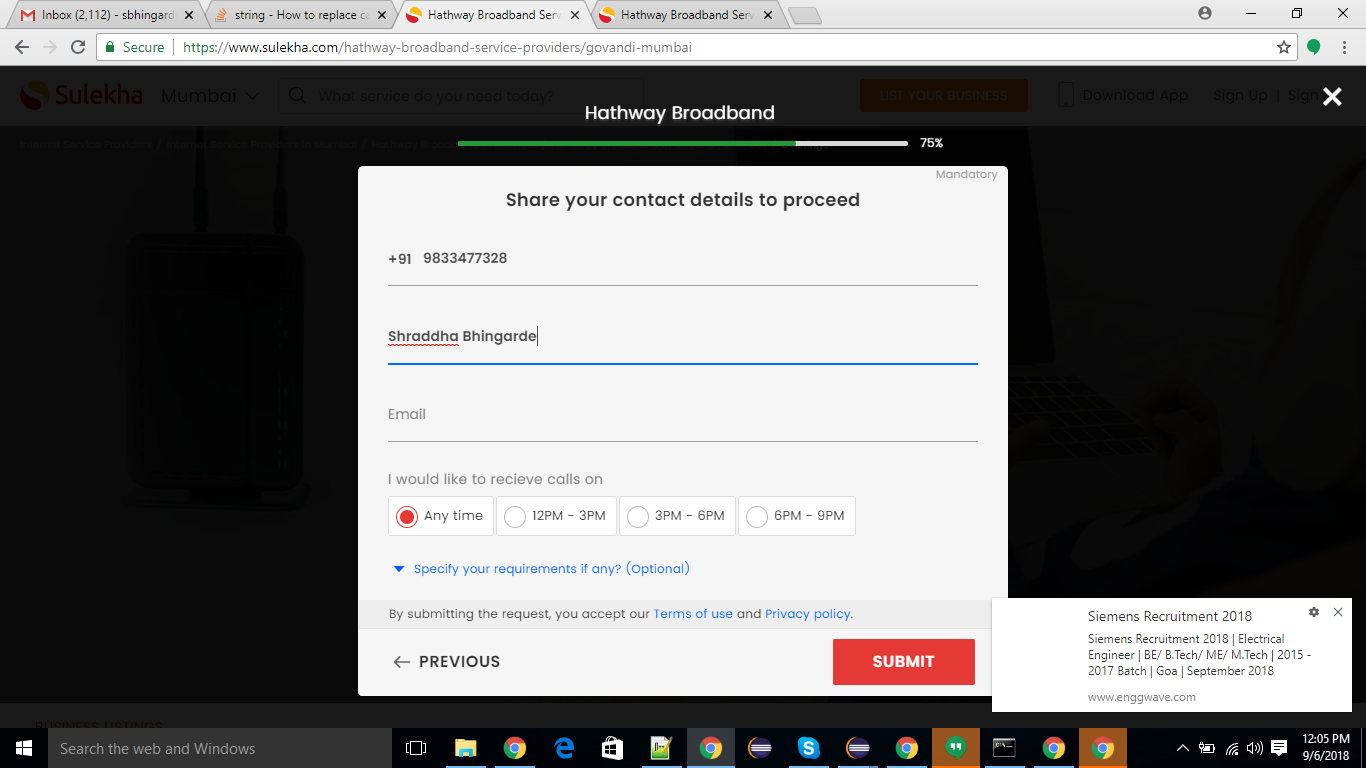 Inbox (2,112) - sbhingard
string - How to replace ca
Hathway Broadband Serv
Hathway Broadband Serv
Secure
https://www.sulekha.com/hathway-broadband-service-providers/govandi-mumbai
Sulekha
Mumbai
What service do you need today?
LIST YOUR BUSINESS
Download App
Sign Up
Sign
Hathway Broadband
75%
Mandatory
Share your contact details to proceed
+91 9833477328
Shraddha Bhingarde
Email
I would like to recieve calls on
Any time 12PM - 3PM 3PM - 6PM 6PM - 9PM
Specify your requirements if any? (Optional)
By submitting the request, you accept our Terms of use and Privacy policy.
PREVIOUS
SUBMIT
Siemens Recruitment 2018
Siemens Recruitment 2018 | Electrical
Engineer | BE/ B.Tech/ ME/ M.Tech | 2015 -
2017 Batch | Goa | September 2018
www.enggwave.com
BUSINESS LISTINGS
Search the web and Windows
12:05 PM
9/6/2018